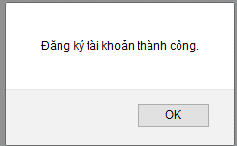 Đăng ký tài khoản thành công.
OK